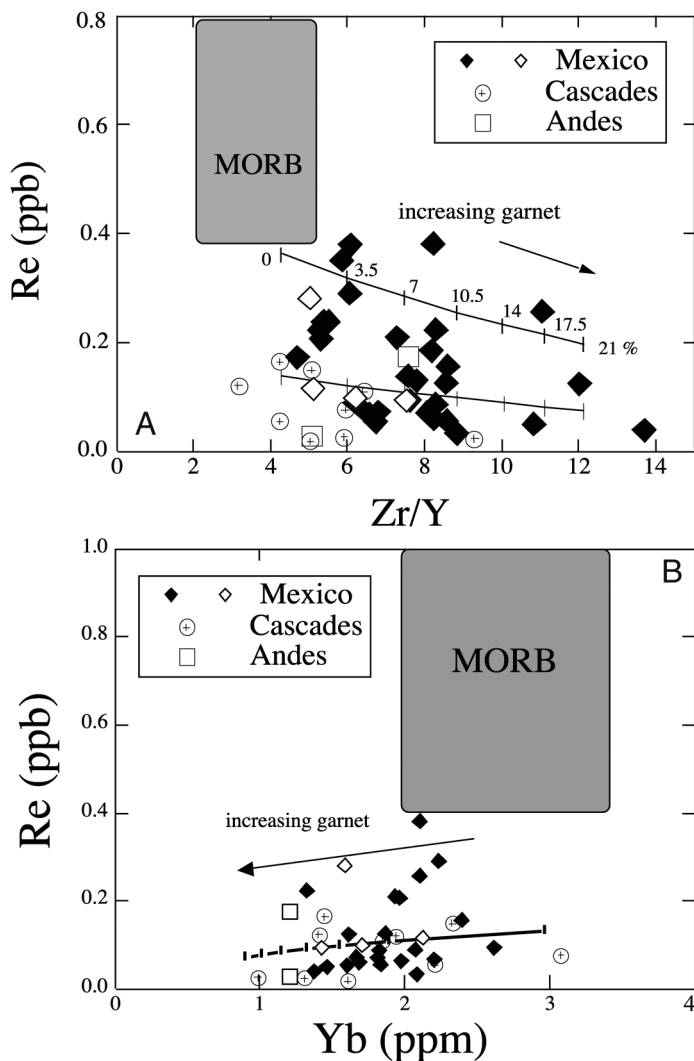 0.8
0.6
0.4
0.2
0.0
Re (ppb)
MORB
Mexico
Cascades
Andes
increasing garnet
0
3.5
7
10.5
14
17.5
21 %
A
0
2
4
6
8
10
12
14
Zr/Y
1.0
0.8
0.6
0.4
0.2
0.0
Re (ppb)
Mexico
Cascades
Andes
MORB
B
increasing garnet
0
1
2
3
4
Yb (ppm)